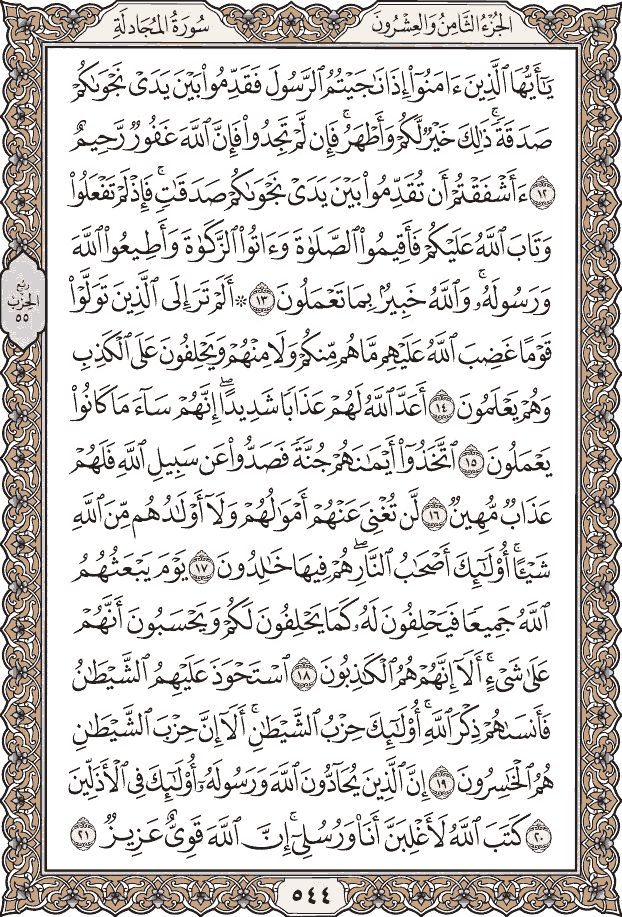 سُورَةُ المُجَادلَة
الجُزْءُ الثَّامِنُ وَالعِشْرُونَ
يَٰٓأَيُّهَا ٱلَّذِينَ ءَامَنُوٓا۟ إِذَا نَٰجَيْتُمُ ٱلرَّسُولَ فَقَدِّمُوا۟ بَيْنَ يَدَىْ نَجْوَىٰكُمْ
صَدَقَةً ۚ ذَٰلِكَ خَيْرٌ لَّكُمْ وَأَطْهَرُ ۚ فَإِن لَّمْ تَجِدُوا۟ فَإِنَّ ٱللَّهَ غَفُورٌ رَّحِيمٌ
١٢ ءَأَشْفَقْتُمْ أَن تُقَدِّمُوا۟ بَيْنَ يَدَىْ نَجْوَىٰكُمْ صَدَقَٰتٍ ۚ فَإِذْ لَمْ تَفْعَلُوا۟
وَتَابَ ٱللَّهُ عَلَيْكُمْ فَأَقِيمُوا۟ ٱلصَّلَوٰةَ وَءَاتُوا۟ ٱلزَّكَوٰةَ وَأَطِيعُوا۟ ٱللَّهَ
وَرَسُولَهُۥ ۚ وَٱللَّهُ خَبِيرٌۢ بِمَا تَعْمَلُونَ ١٣ ۞ أَلَمْ تَرَ إِلَى ٱلَّذِينَ تَوَلَّوْا۟
قَوْمًا غَضِبَ ٱللَّهُ عَلَيْهِم مَّا هُم مِّنكُمْ وَلَا مِنْهُمْ وَيَحْلِفُونَ عَلَى ٱلْكَذِبِ
وَهُمْ يَعْلَمُونَ ١٤ أَعَدَّ ٱللَّهُ لَهُمْ عَذَابًا شَدِيدًا ۖ إِنَّهُمْ سَآءَ مَا كَانُوا۟
يَعْمَلُونَ ١٥ ٱتَّخَذُوٓا۟ أَيْمَٰنَهُمْ جُنَّةً فَصَدُّوا۟ عَن سَبِيلِ ٱللَّهِ فَلَهُمْ
عَذَابٌ مُّهِينٌ ١٦ لَّن تُغْنِىَ عَنْهُمْ أَمْوَٰلُهُمْ وَلَآ أَوْلَٰدُهُم مِّنَ ٱللَّهِ
شَيْـًٔا ۚ أُو۟لَٰٓئِكَ أَصْحَٰبُ ٱلنَّارِ ۖ هُمْ فِيهَا خَٰلِدُونَ ١٧ يَوْمَ يَبْعَثُهُمُ
ٱللَّهُ جَمِيعًا فَيَحْلِفُونَ لَهُۥ كَمَا يَحْلِفُونَ لَكُمْ ۖ وَيَحْسَبُونَ أَنَّهُمْ
عَلَىٰ شَىْءٍ ۚ أَلَآ إِنَّهُمْ هُمُ ٱلْكَٰذِبُونَ ١٨ ٱسْتَحْوَذَ عَلَيْهِمُ ٱلشَّيْطَٰنُ
فَأَنسَىٰهُمْ ذِكْرَ ٱللَّهِ ۚ أُو۟لَٰٓئِكَ حِزْبُ ٱلشَّيْطَٰنِ ۚ أَلَآ إِنَّ حِزْبَ ٱلشَّيْطَٰنِ
هُمُ ٱلْخَٰسِرُونَ ١٩ إِنَّ ٱلَّذِينَ يُحَآدُّونَ ٱللَّهَ وَرَسُولَهُۥٓ أُو۟لَٰٓئِكَ فِى ٱلْأَذَلِّينَ
٢٠ كَتَبَ ٱللَّهُ لَأَغْلِبَنَّ أَنَا۠ وَرُسُلِىٓ ۚ إِنَّ ٱللَّهَ قَوِىٌّ عَزِيزٌ ٢١
ربع
الحِزْب
٥٥
٥٤٤